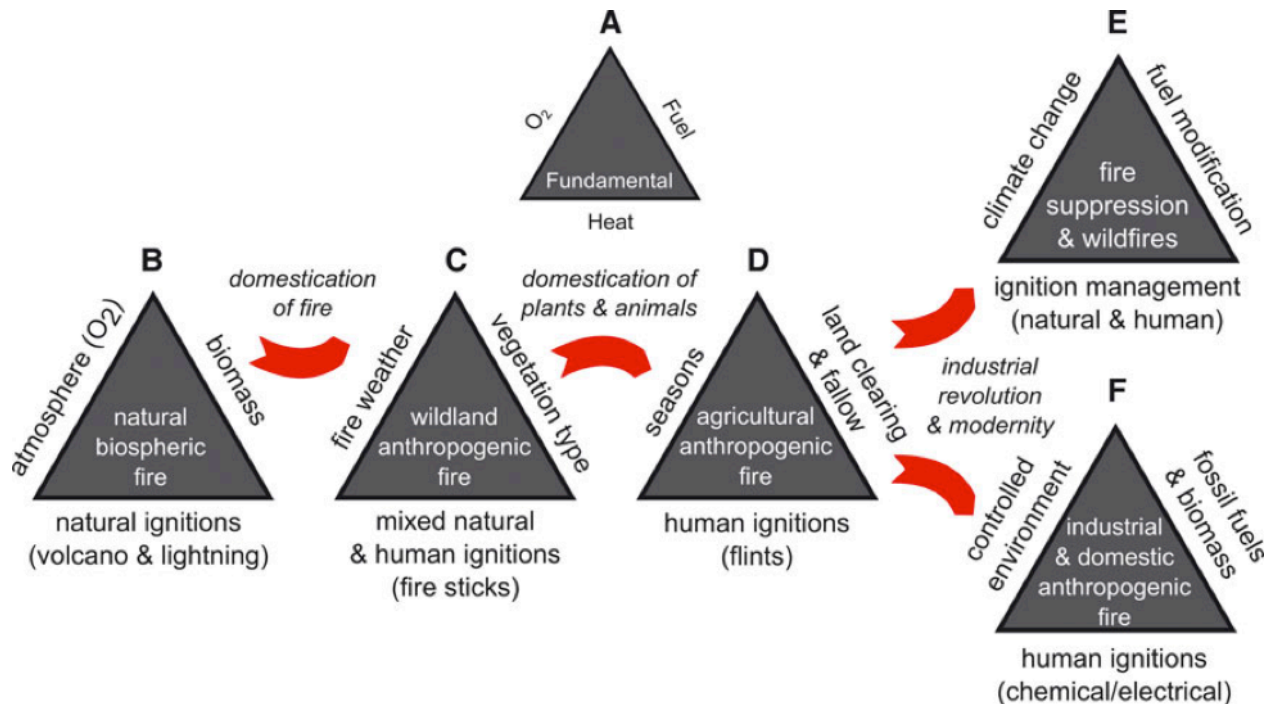 A
O₂
Fuel
Fundamental
Heat
B
atmosphere (O₂)
biomass
natural
biospheric
fire
natural ignitions
(volcano & lightning)
domestication
of fire
C
fire weather
vegetation type
wildland
anthropogenic
fire
mixed natural
& human ignitions
(fire sticks)
domestication of
plants & animals
D
seasons
land clearing
& fallow
agricultural
anthropogenic
fire
human ignitions
(flints)
industrial
revolution
& modernity
E
climate change
fuel modification
fire
suppression
& wildfires
ignition management
(natural & human)
F
controlled
environment
fossil fuels
& biomass
industrial
& domestic
anthropogenic
fire
human ignitions
(chemical/electrical)